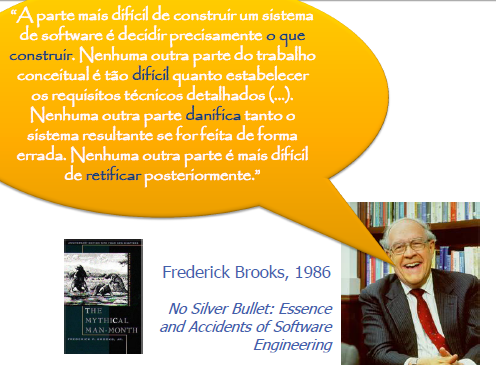 “A parte mais difícil de construir um sistema
de software é decidir precisamente o que
construir. Nenhuma outra parte do trabalho
conceitual é tão difícil quanto estabelecer
os requisitos técnicos detalhados (...).
Nenhuma outra parte danifica tanto o
sistema resultante se for feita de forma
errada. Nenhuma outra parte é mais difícil
de retificar posteriormente.”
Frederick Brooks, 1986
No Silver Bullet: Essence
and Accidents of Software
Engineering
THE
MYTHICAL
MAN-MONTH
FREDERICK P. BROOKS, JR.